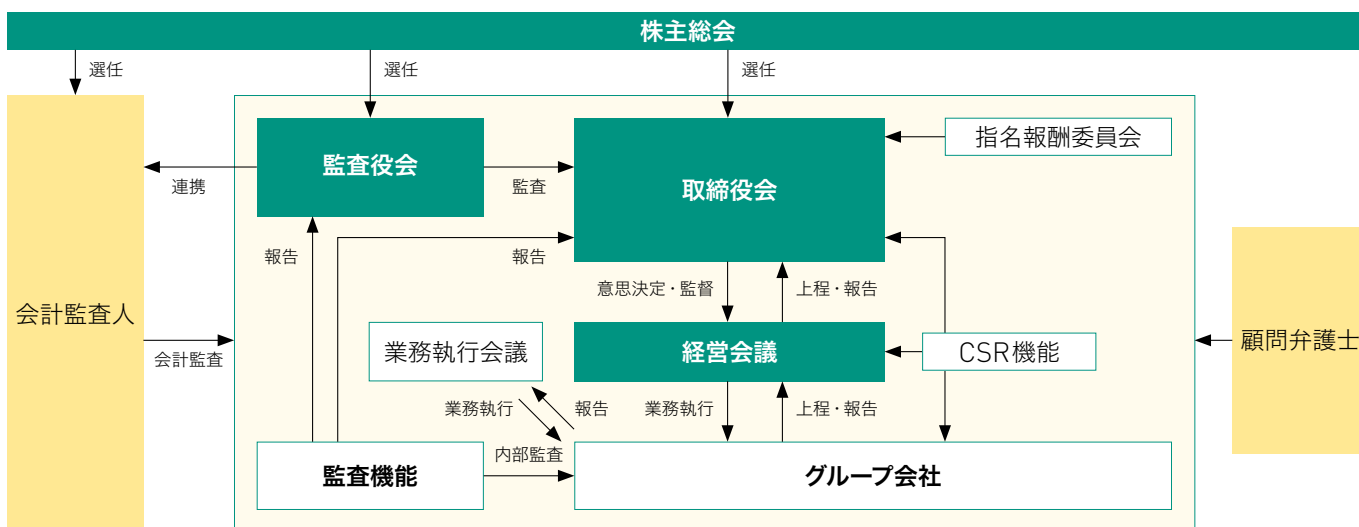 株主総会
選任
選任
選任
監査役会
取締役会
指名報酬委員会
連携
監査
報告
報告
意思決定・監督
上程・報告
会計監査人
会計監査
業務執行会議
経営会議
CSR機能
顧問弁護士
業務執行
報告
業務執行
上程・報告
内部監査
監査機能
グループ会社